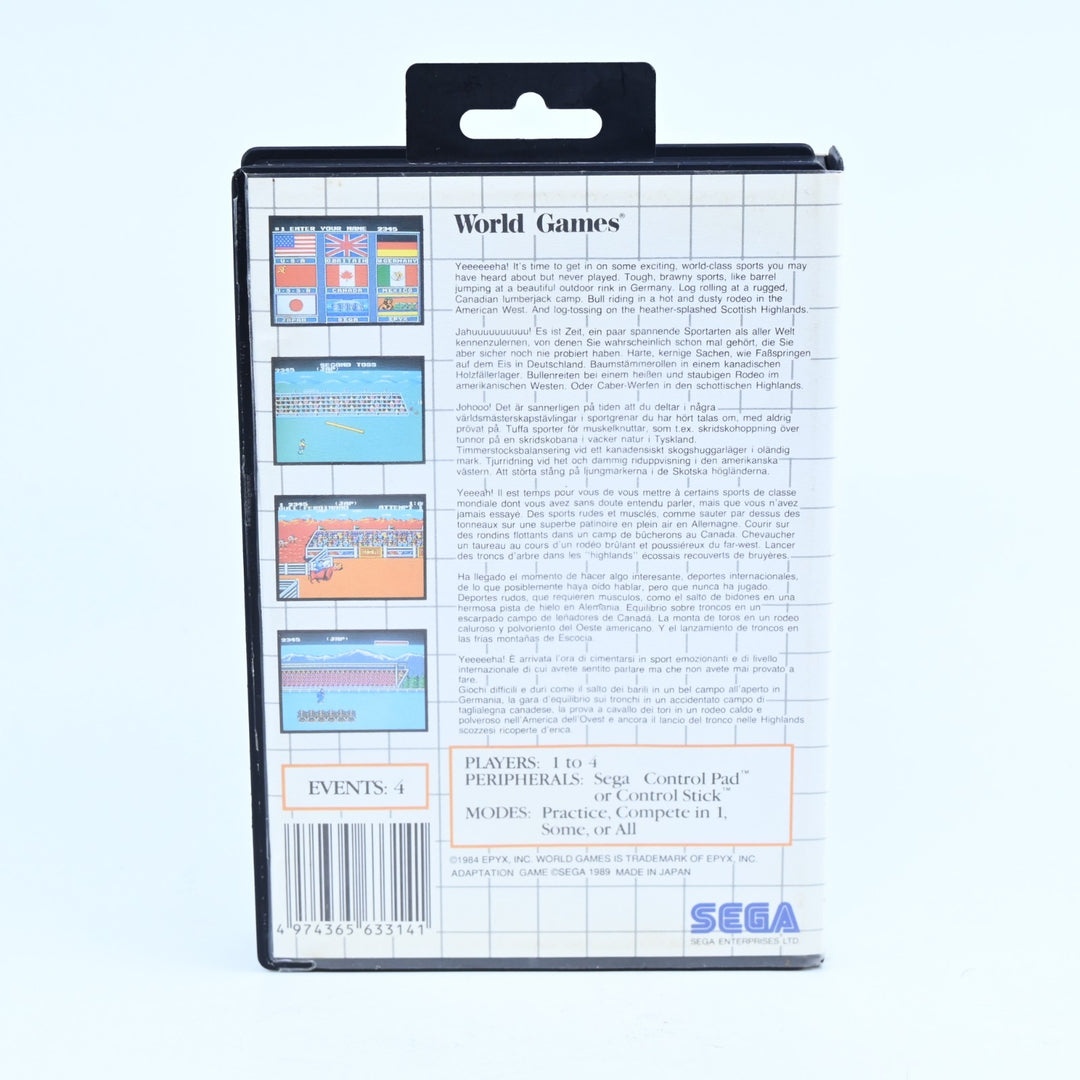 #1 ENTER YOUR NAME 2345
U.S.A G.BRITAIN W.GERMANY
U.S.S.R CANADA MEXICO
JAPAN SEGA EPYX
World Games®
Yeeeeeeha! It's time to get in on some exciting, world-class sports you may
have heard about but never played. Tough, brawny sports, like barrel
jumping at a beautiful outdoor rink in Germany. Log rolling at a rugged,
Canadian lumberjack camp. Bull riding in a hot and dusty rodeo in the
American West. And log-tossing on the heather-splashed Scottish Highlands.
Jahuuuuuuuuuu! Es ist Zeit, ein paar spannende Sportarten als aller Welt
kennenzulernen, von denen Sie wahrscheinlich schon mal gehört, die Sie
aber sicher noch nie probiert haben. Harte, kernige Sachen, wie Faßspringen
auf dem Eis in Deutschland. Baumstämmerollen in einem kanadischen
Holzfällerlager. Bullenreiten bei einem heißen und staubigen Rodeo im
amerikanischen Westen. Oder Caber-Werfen in den schottischen Highlands.
Johooo! Det är sannerligen på tiden att du deltar i några
världsmästerskapstävlingar i sportgrenar du har hört talas om, med aldrig
prövat på. Tuffa sporter för muskelknuttar, som t.ex. skridskohoppning över
tunnor på en skridskobana i vacker natur i Tyskland.
Timmerstocksbalansering vid ett kanadensiskt skogshuggarläger i oländig
mark. Tjurridning vid het och dammig riduppvisning i den amerikanska
västern. Att störta stång på ljungmarkerna i de Skotska högländerna.
Yeeeah! Il est temps pour vous de vous mettre à certains sports de classe
mondiale dont vous avez sans doute entendu parler, mais que vous n'avez
jamais essayé. Des sports rudes et musclés, comme sauter par dessus des
tonneaux sur une superbe patinoire en plein air en Allemagne. Courir sur
des rondins flottants dans un camp de bûcherons au Canada. Chevaucher
un taureau au cours d'un rodéo brûlant et poussiéreux du far-west. Lancer
des troncs d'arbre dans les "highlands" écossais recouverts de bruyères.
Ha llegado el momento de hacer algo interesante, deportes internacionales,
de lo que posiblemente haya oido hablar, pero que nunca ha jugado.
Deportes rudos, que requieren musculos, como el salto de bidones en una
hermosa pista de hielo en Alemania. Equilibrio sobre troncos en un
escarpado campo de leñadores de Canadá. La monta de toros en un rodeo
caluroso y polvoriento del Oeste americano. Y el lanzamiento de troncos en
las frías montañas de Escocia.
Yeeeeeha! È arrivata l'ora di cimentarsi in sport emozionanti e di livello
internazionale di cui avrete sentito parlare ma che non avete mai provato a
fare.
Giochi difficili e duri come il salto dei barili in un bel campo all'aperto in
Germania, la gara d'equilibrio sui tronchi in un accidentato campo di
taglialegna canadese, la prova a cavallo dei tori in un rodeo caldo e
polveroso nell'America dell'Ovest e ancora il lancio del tronco nelle Highlands
scozzesi ricoperte d'erica.
SECOND TOSS
2345 (JAP)
2345 (JAP)
2345 (JAP)
EVENTS: 4
PLAYERS: 1 to 4
PERIPHERALS: Sega Control Pad™
or Control Stick™
MODES: Practice, Compete in 1,
Some, or All
©1984 EPYX, INC. WORLD GAMES IS TRADEMARK OF EPYX, INC.
ADAPTATION GAME ©SEGA 1989 MADE IN JAPAN
4 974365 633141
SEGA
SEGA ENTERPRISES LTD.